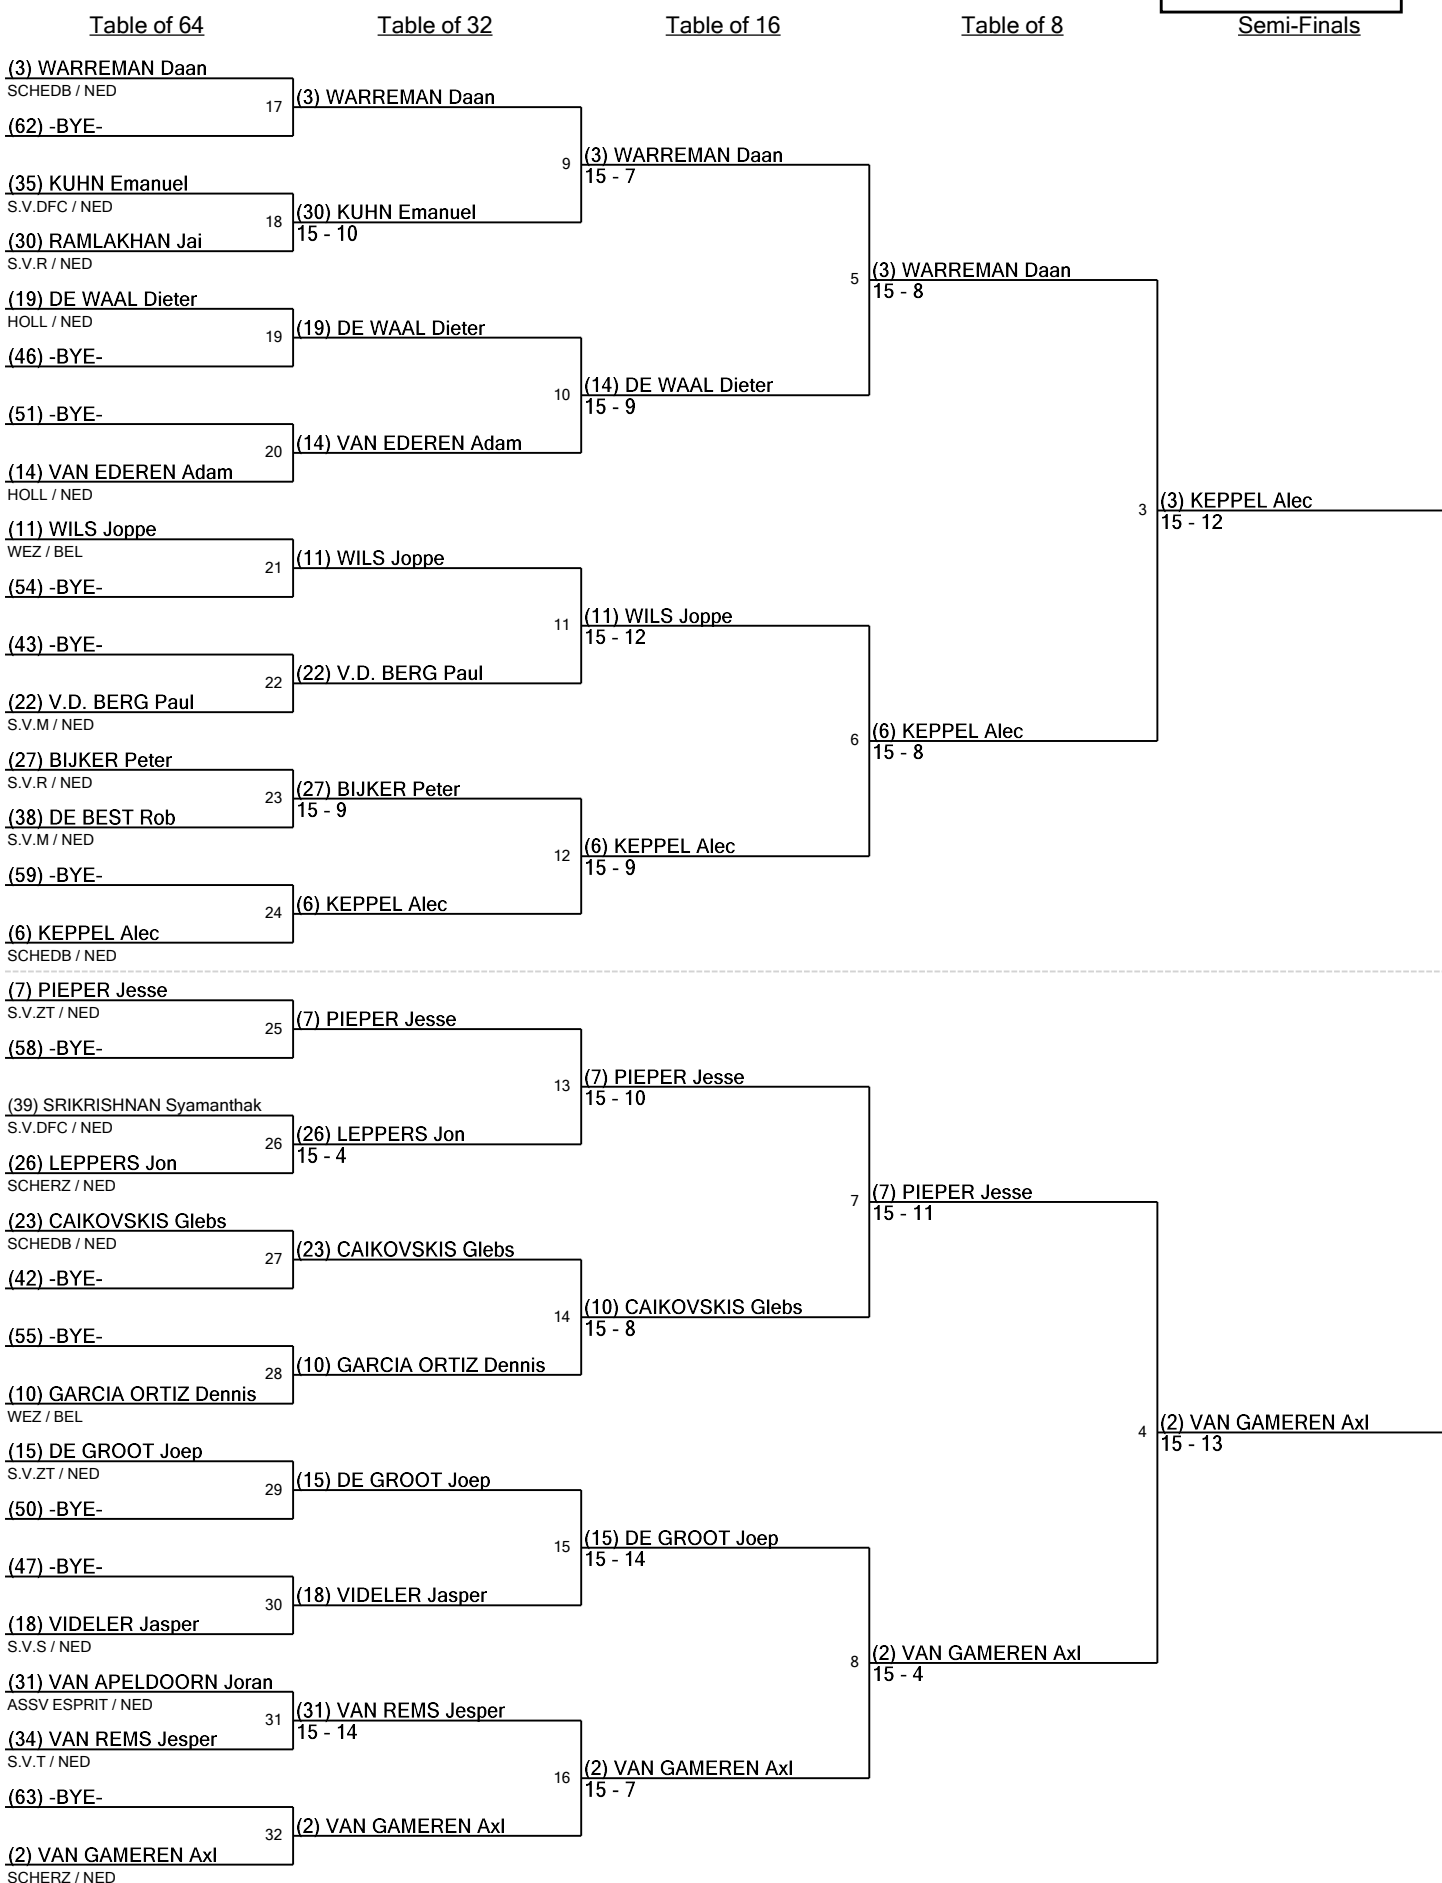 Table of 64
Table of 32
Table of 16
Table of 8
Semi-Finals
(3) WARREMAN Daan
SCHEDB / NED
17
(62) -BYE-
(35) KUHN Emanuel
S.V.DFC / NED
18
(30) RAMLAKHAN Jai
S.V.R / NED
(19) DE WAAL Dieter
HOLL / NED
19
(46) -BYE-
(51) -BYE-
20
(14) VAN EDEREN Adam
HOLL / NED
(11) WILS Joppe
WEZ / BEL
21
(54) -BYE-
(43) -BYE-
22
(22) V.D. BERG Paul
S.V.M / NED
(27) BIJKER Peter
S.V.R / NED
23
(38) DE BEST Rob
S.V.M / NED
(59) -BYE-
24
(6) KEPPEL Alec
SCHEDB / NED
(7) PIEPER Jesse
S.V.ZT / NED
25
(58) -BYE-
(39) SRIKRISHNAN Syamanthak
S.V.DFC / NED
26
(26) LEPPERS Jon
SCHERZ / NED
(23) CAIKOVSKIS Glebs
SCHEDB / NED
27
(42) -BYE-
(55) -BYE-
28
(10) GARCIA ORTIZ Dennis
WEZ / BEL
(15) DE GROOT Joep
S.V.ZT / NED
29
(50) -BYE-
(47) -BYE-
30
(18) VIDELER Jasper
S.V.S / NED
(31) VAN APELDOORN Joran
ASSV ESPRIT / NED
31
(34) VAN REMS Jesper
S.V.T / NED
(63) -BYE-
32
(2) VAN GAMEREN Axl
SCHERZ / NED
(3) WARREMAN Daan
9
(30) KUHN Emanuel
15 - 10
(19) DE WAAL Dieter
10
(14) VAN EDEREN Adam
(11) WILS Joppe
11
(22) V.D. BERG Paul
(27) BIJKER Peter
15 - 9
12
(6) KEPPEL Alec
(7) PIEPER Jesse
13
(26) LEPPERS Jon
15 - 4
(23) CAIKOVSKIS Glebs
14
(10) GARCIA ORTIZ Dennis
(15) DE GROOT Joep
15
(18) VIDELER Jasper
(31) VAN REMS Jesper
15 - 14
16
(2) VAN GAMEREN Axl
(3) WARREMAN Daan
15 - 7
5
(14) DE WAAL Dieter
15 - 9
(11) WILS Joppe
15 - 12
6
(6) KEPPEL Alec
15 - 9
(7) PIEPER Jesse
15 - 10
7
(10) CAIKOVSKIS Glebs
15 - 8
(15) DE GROOT Joep
15 - 14
8
(2) VAN GAMEREN Axl
15 - 7
(3) WARREMAN Daan
15 - 8
3
(6) KEPPEL Alec
15 - 8
(7) PIEPER Jesse
15 - 11
4
(2) VAN GAMEREN Axl
15 - 4
(3) KEPPEL Alec
15 - 12
(2) VAN GAMEREN Axl
15 - 13